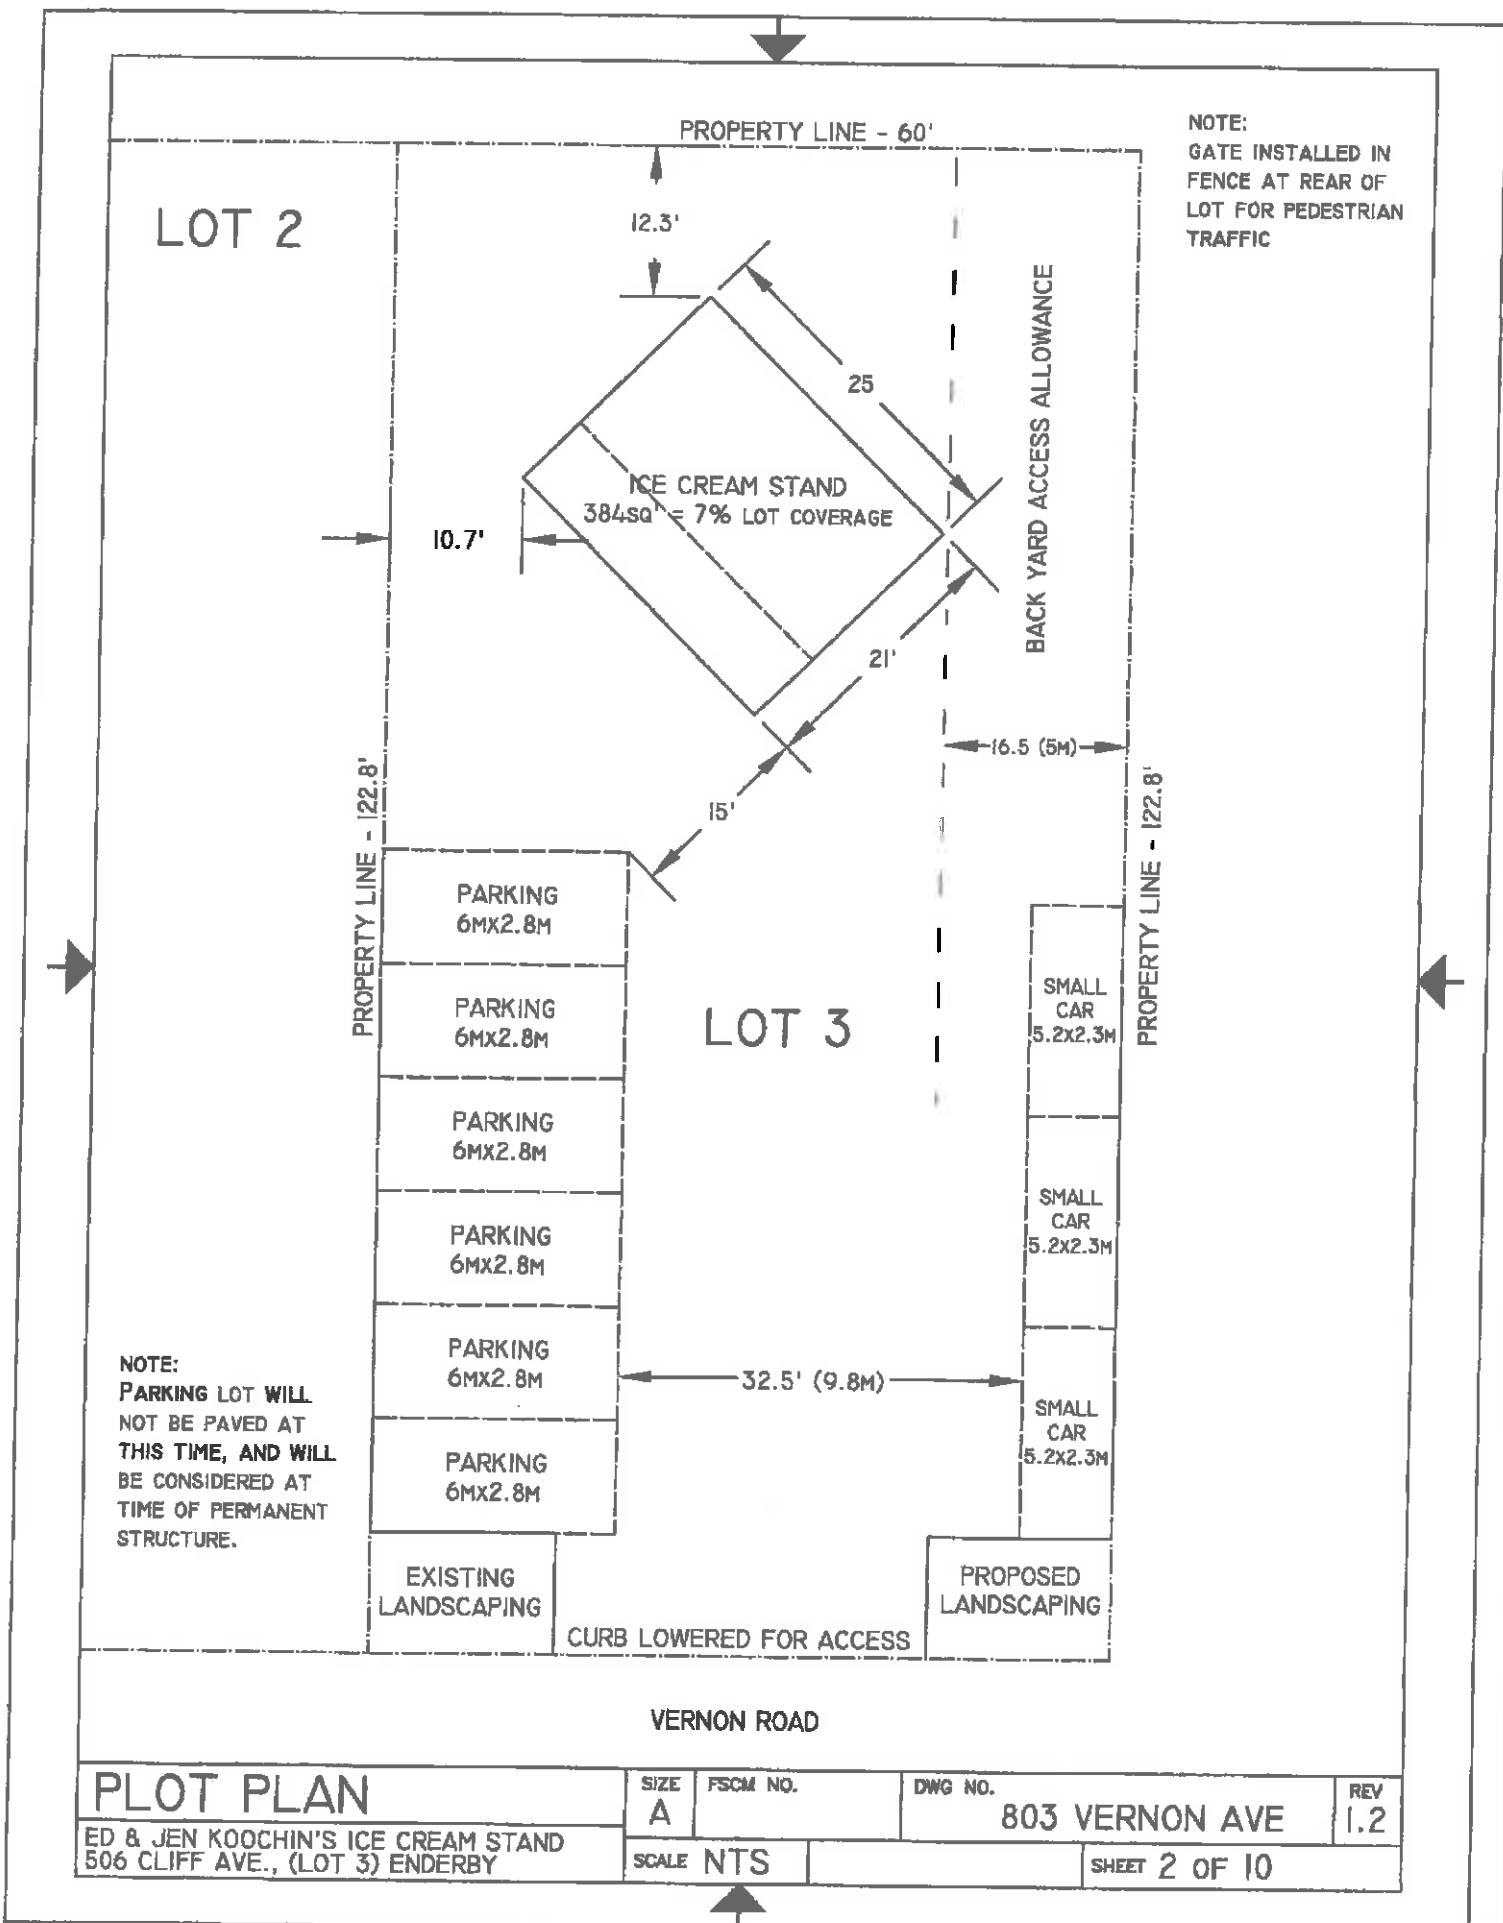 PROPERTY LINE - 60'
NOTE:
GATE INSTALLED IN
FENCE AT REAR OF
LOT FOR PEDESTRIAN
TRAFFIC
LOT 2
12.3'
25
BACK YARD ACCESS ALLOWANCE
ICE CREAM STAND
384SQ' = 7% LOT COVERAGE
10.7'
21'
16.5 (5M)
15'
PROPERTY LINE - 122.8'
PROPERTY LINE - 122.8'
PARKING
6MX2.8M
PARKING
6MX2.8M
PARKING
6MX2.8M
PARKING
6MX2.8M
PARKING
6MX2.8M
PARKING
6MX2.8M
LOT 3
SMALL
CAR
5.2X2.3M
SMALL
CAR
5.2X2.3M
SMALL
CAR
5.2X2.3M
32.5' (9.8M)
NOTE:
PARKING LOT WILL
NOT BE PAVED AT
THIS TIME, AND WILL
BE CONSIDERED AT
TIME OF PERMANENT
STRUCTURE.
EXISTING
LANDSCAPING
PROPOSED
LANDSCAPING
CURB LOWERED FOR ACCESS
VERNON ROAD
PLOT PLAN
ED & JEN KOOCHIN'S ICE CREAM STAND
506 CLIFF AVE., (LOT 3) ENDERBY
SIZE
A
FSCM NO.
DWG NO.
803 VERNON AVE
REV
1.2
SCALE NTS
SHEET 2 OF 10